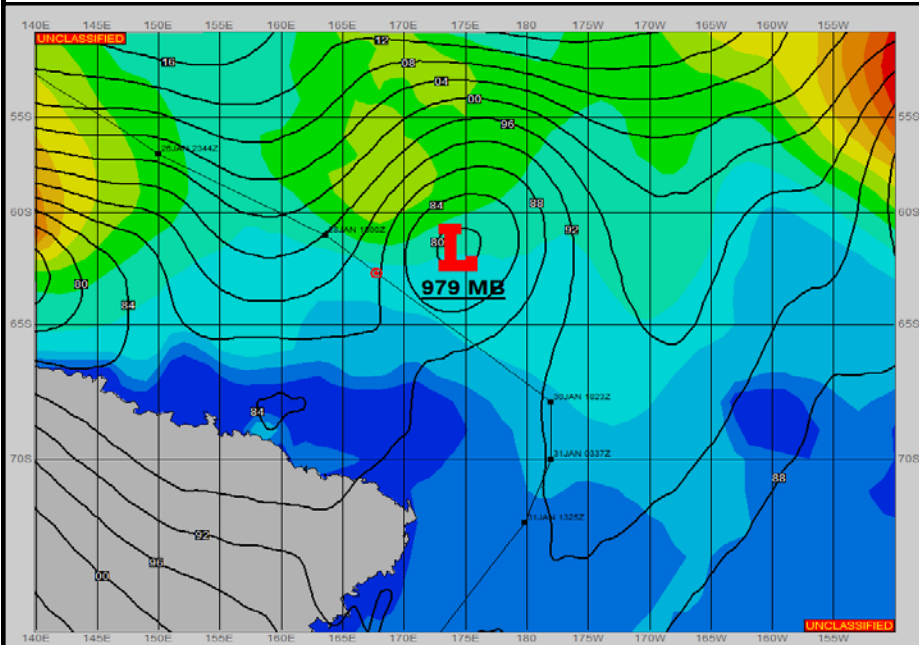 140E 145E 150E 155E 160E 165E 170E 175E 180 175W 170W 165W 160W 155W
UNCLASSIFIED
12
16
08
04
00
55S 96 55S
26JAN 2344Z
84 88
60S 60S
80 92
979 MB
L
80
84
65S 65S
84
30JAN 1023Z
31JAN 0337Z
70S 70S
88
31JAN 1325Z
92
96
00
UNCLASSIFIED
140E 145E 150E 155E 160E 165E 170E 175E 180 175W 170W 165W 160W 155W